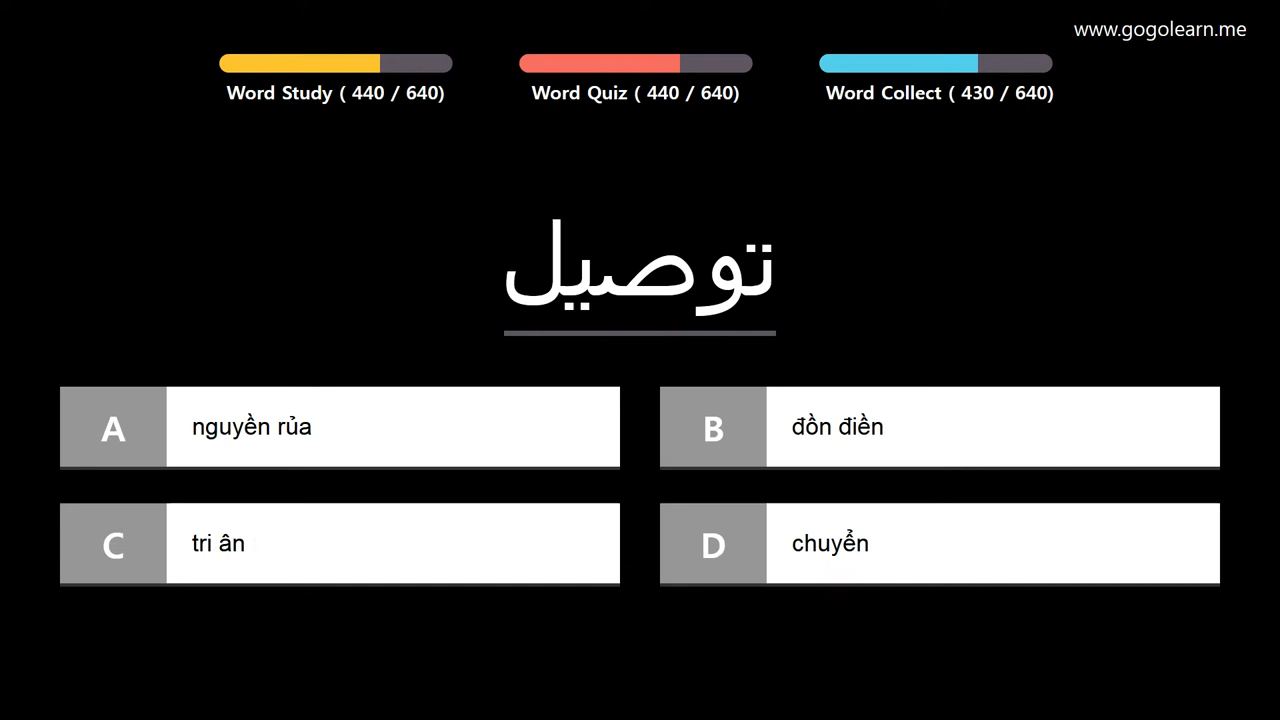 www.gogolearn.me
Word Study ( 440 / 640)
Word Quiz ( 440 / 640)
Word Collect ( 430 / 640)
توصيل
A
nguyền rủa
B
đồn điền
C
tri ân
D
chuyển